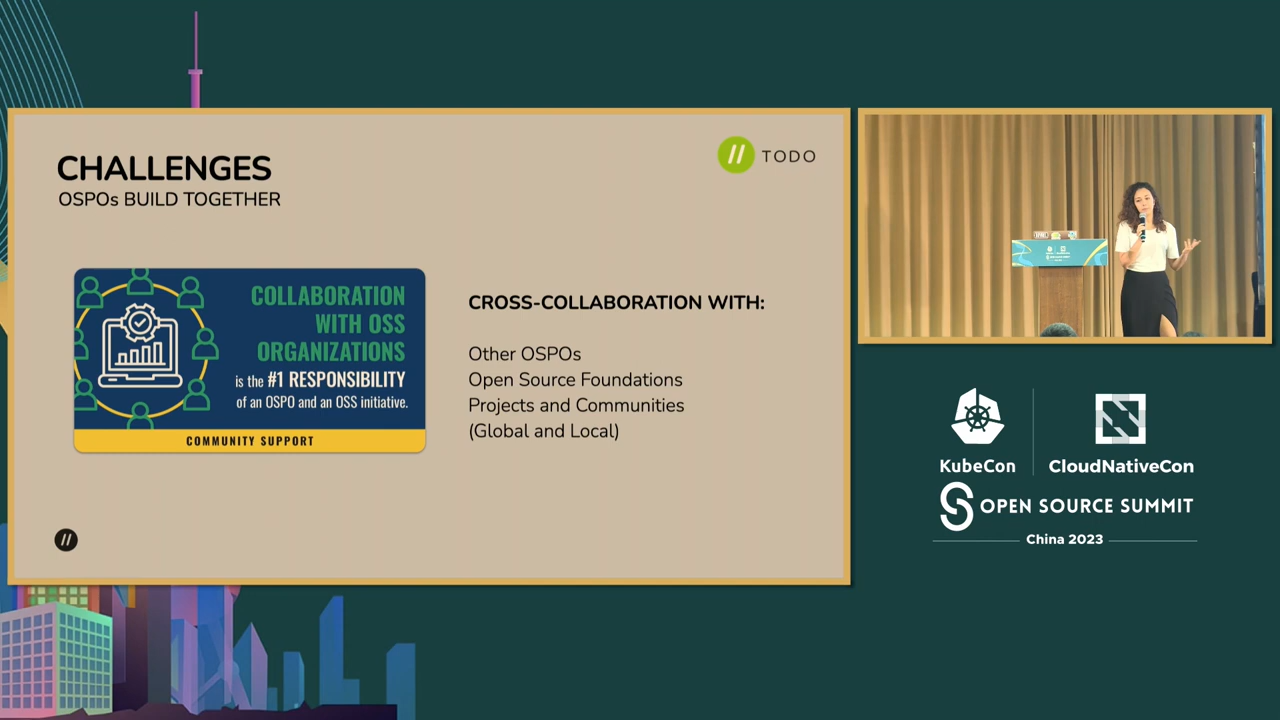 CHALLENGES
OSPOs BUILD TOGETHER
// TODO
COLLABORATION
WITH OSS
ORGANIZATIONS
is the #1 RESPONSIBILITY
of an OSPO and an OSS initiative.
COMMUNITY SUPPORT
CROSS-COLLABORATION WITH:
Other OSPOs
Open Source Foundations
Projects and Communities
(Global and Local)
//
KubeCon
CloudNativeCon
OPEN SOURCE SUMMIT
China 2023